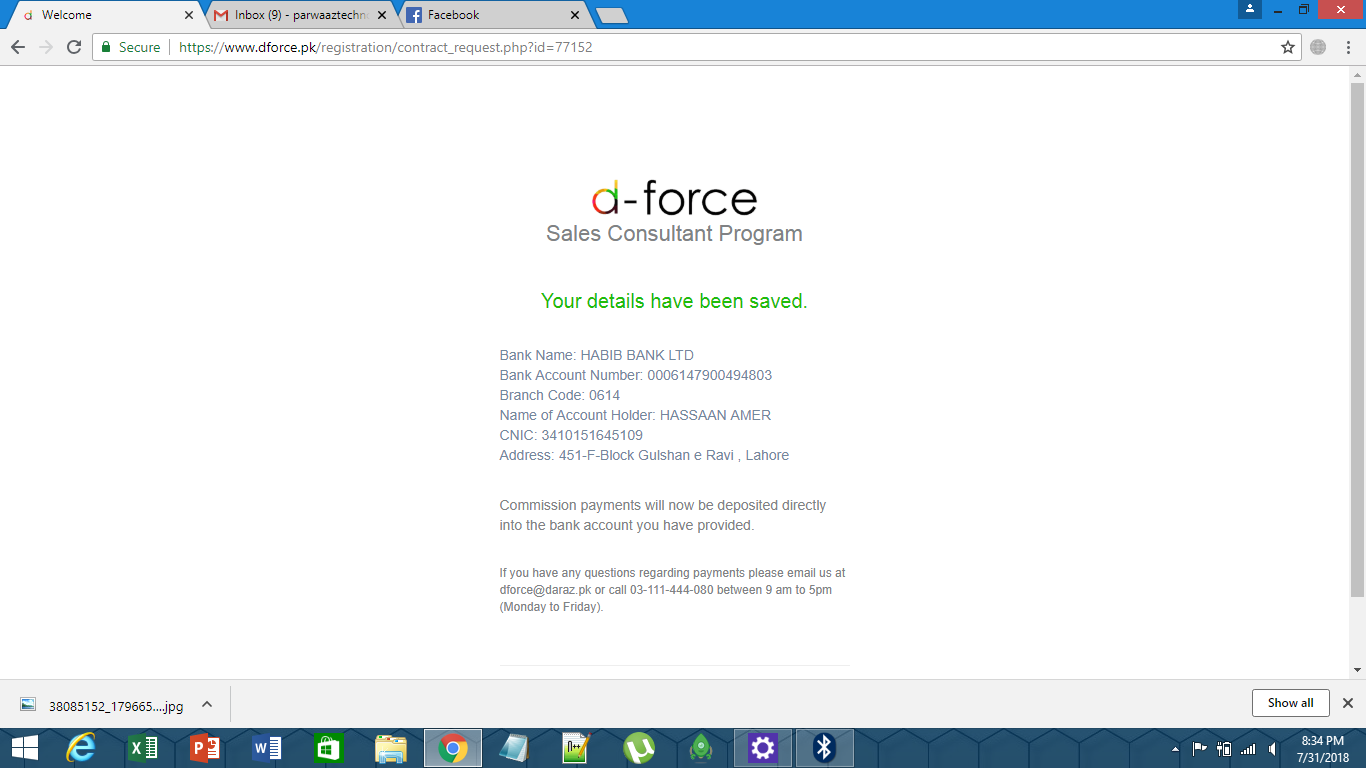 Welcome
Inbox (9) - parwaaztechn
Facebook
Secure
https://www.dforce.pk/registration/contract_request.php?id=77152
d-force
Sales Consultant Program
Your details have been saved.
Bank Name: HABIB BANK LTD
Bank Account Number: 0006147900494803
Branch Code: 0614
Name of Account Holder: HASSAAN AMER
CNIC: 3410151645109
Address: 451-F-Block Gulshan e Ravi , Lahore
Commission payments will now be deposited directly
into the bank account you have provided.
If you have any questions regarding payments please email us at
dforce@daraz.pk or call 03-111-444-080 between 9 am to 5pm
(Monday to Friday).
38085152_179665....jpg
Show all
8:34 PM
7/31/2018